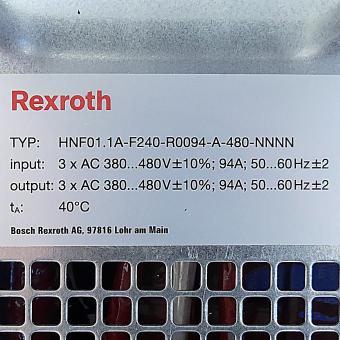 Rexroth
TYP: HNF01.1A-F240-R0094-A-480-NNNN
input: 3 x AC 380...480V±10%; 94A; 50...60Hz±2
output: 3 x AC 380...480V±10%; 94A; 50...60Hz±2
tA: 40°C
Bosch Rexroth AG, 97816 Lohr am Main